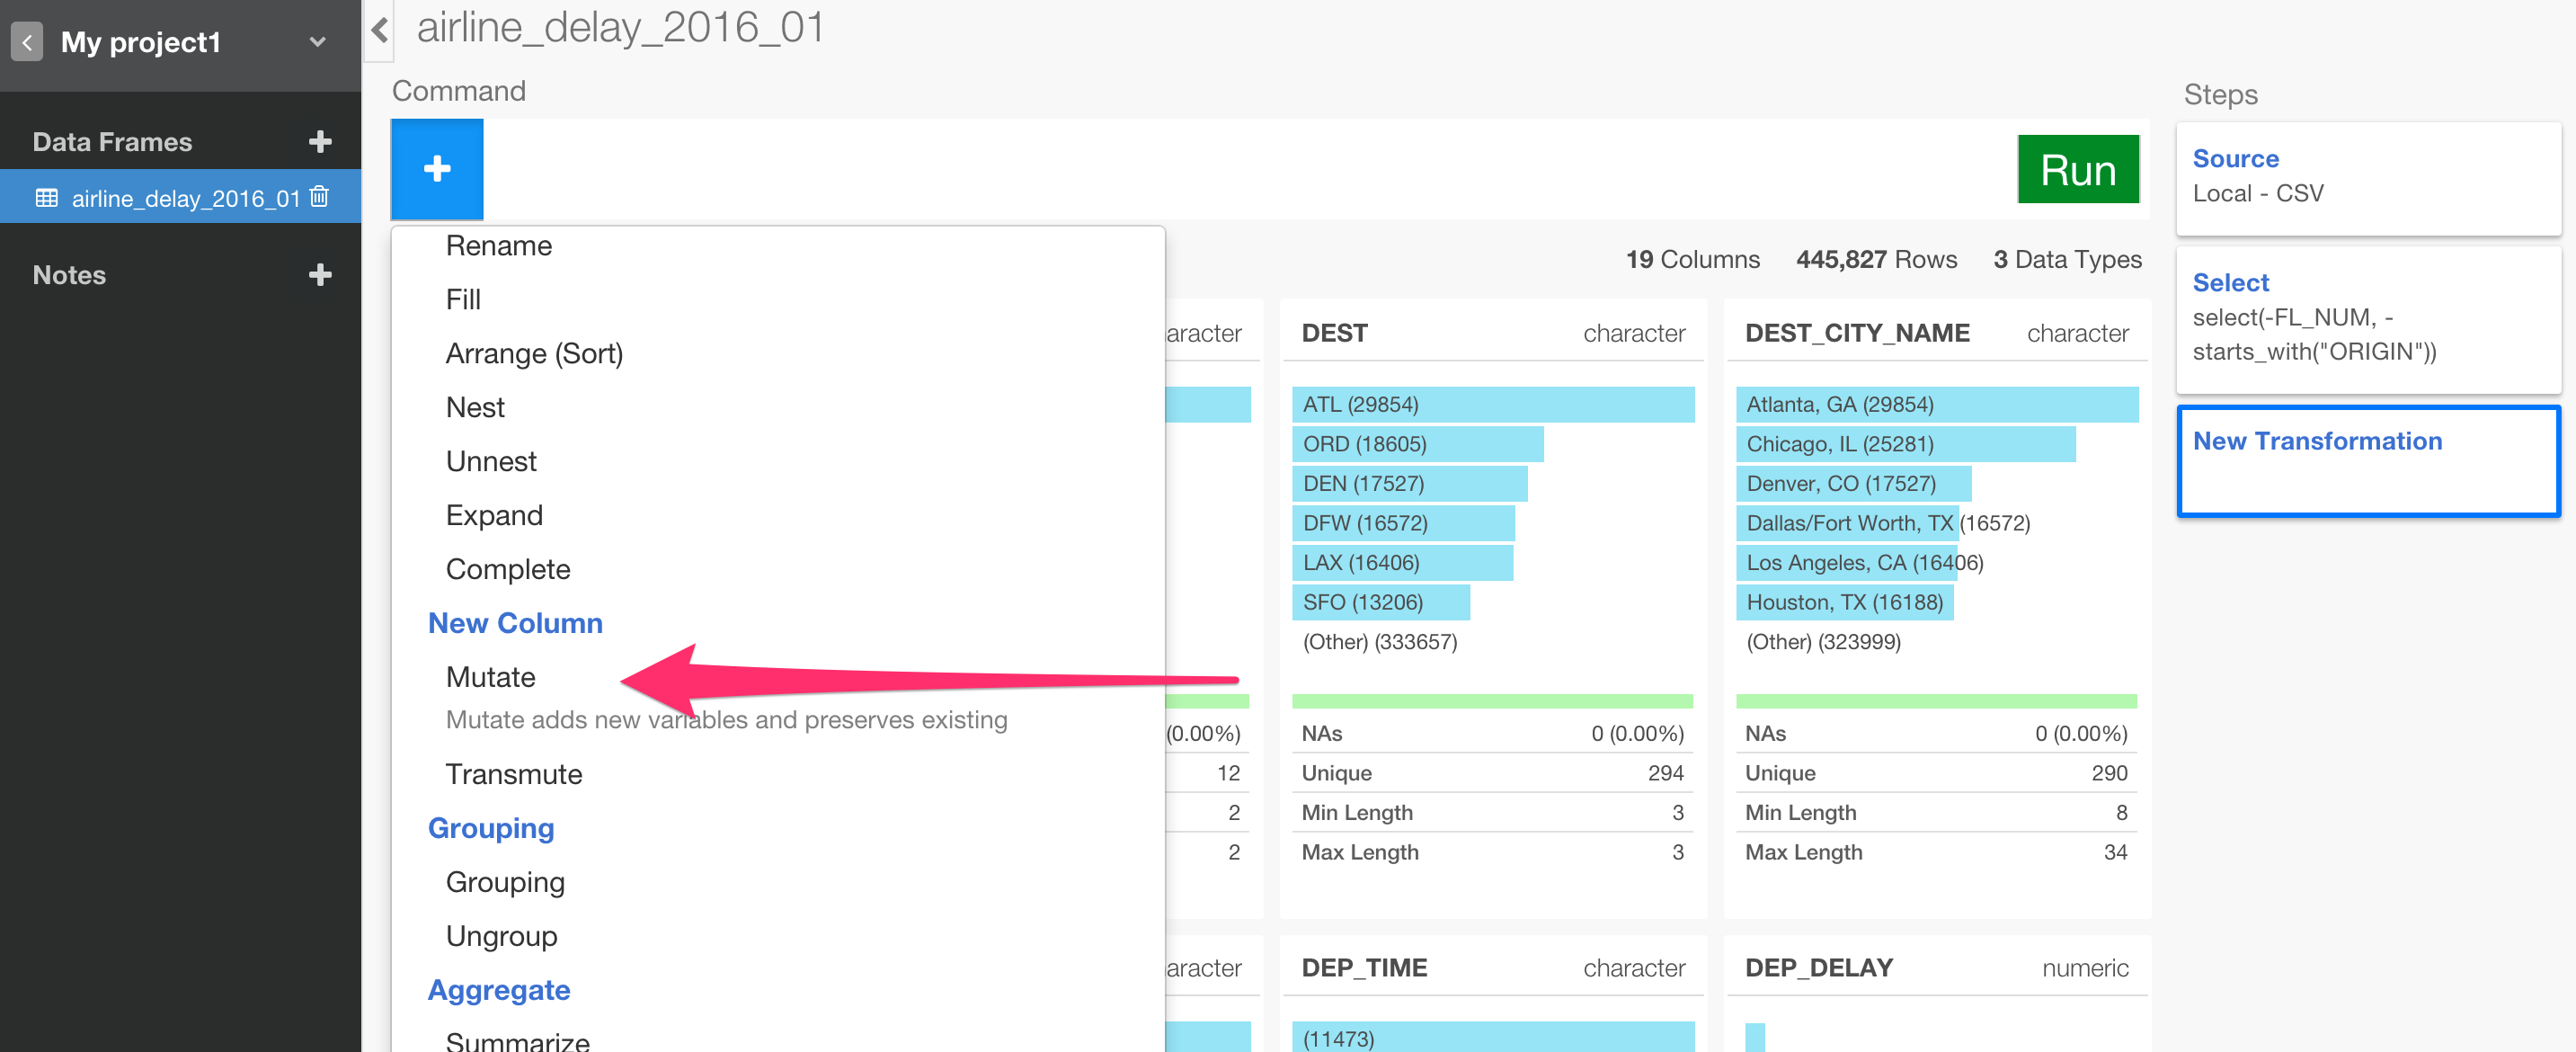 My project1
Data Frames
airline_delay_2016_01
Notes
airline_delay_2016_01
Command
Run
Rename
Fill
Arrange (Sort)
Nest
Unnest
Expand
Complete
New Column
Mutate
Mutate adds new variables and preserves existing
Transmute
Grouping
Grouping
Ungroup
Aggregate
Summarize
19 Columns 445,827 Rows 3 Data Types
aracter
(0.00%)
12
2
2
aracter
DEST character
ATL (29854)
ORD (18605)
DEN (17527)
DFW (16572)
LAX (16406)
SFO (13206)
(Other) (333657)
NAs 0 (0.00%)
Unique 294
Min Length 3
Max Length 3
DEST_CITY_NAME character
Atlanta, GA (29854)
Chicago, IL (25281)
Denver, CO (17527)
Dallas/Fort Worth, TX (16572)
Los Angeles, CA (16406)
Houston, TX (16188)
(Other) (323999)
NAs 0 (0.00%)
Unique 290
Min Length 8
Max Length 34
DEP_TIME character
(11473)
DEP_DELAY numeric
Steps
Source
Local - CSV
Select
select(-FL_NUM, -
starts_with("ORIGIN"))
New Transformation